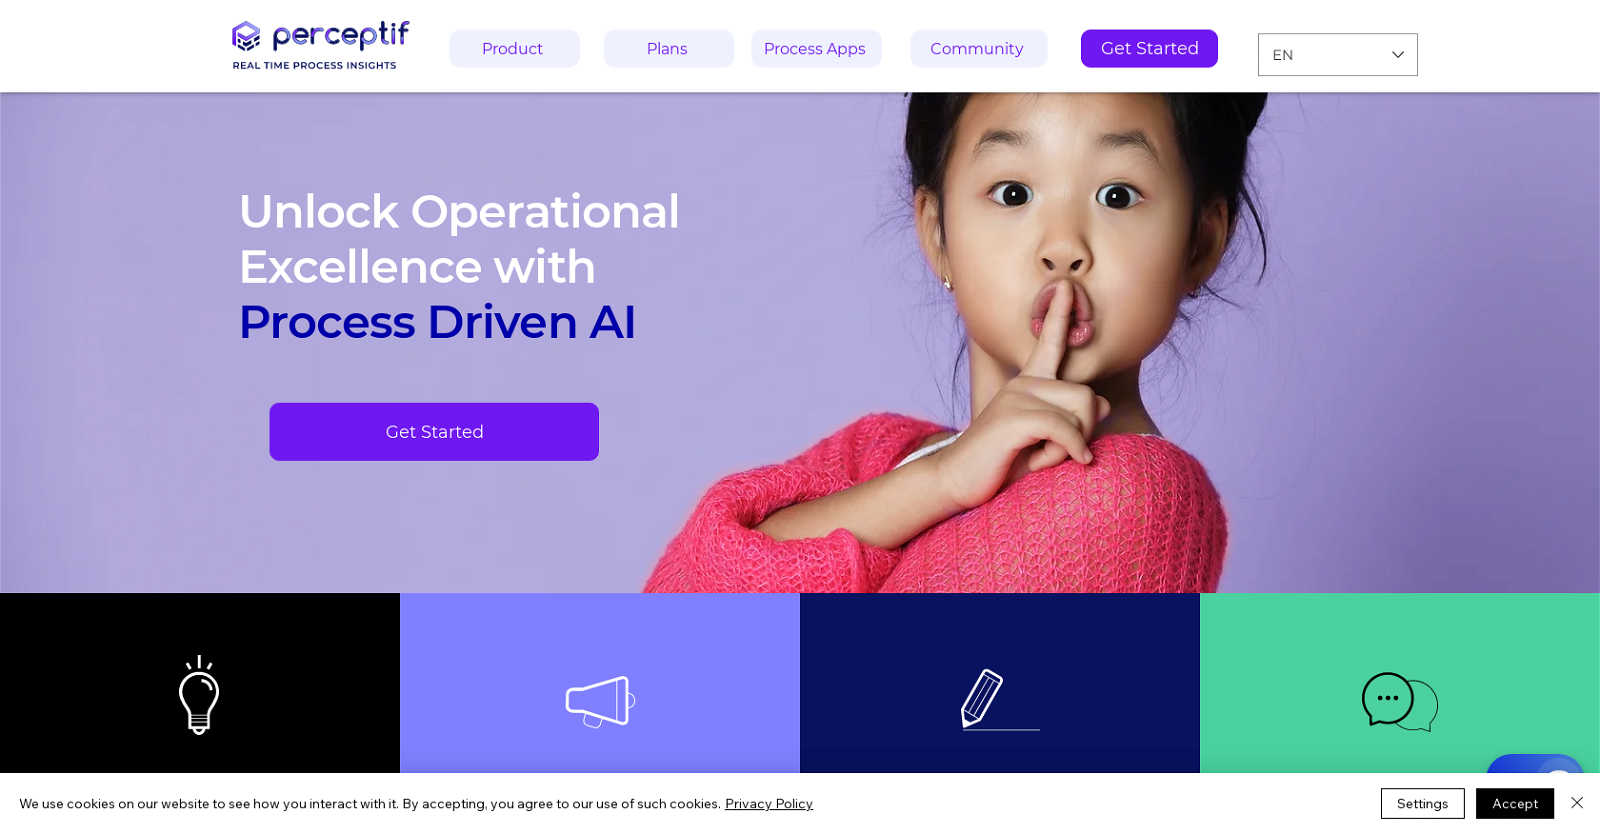 perceptif
REAL TIME PROCESS INSIGHTS
Product
Plans
Process Apps
Community
Get Started
EN
Unlock Operational
Excellence with
Process Driven AI
Get Started
We use cookies on our website to see how you interact with it. By accepting, you agree to our use of such cookies. Privacy Policy
Settings
Accept